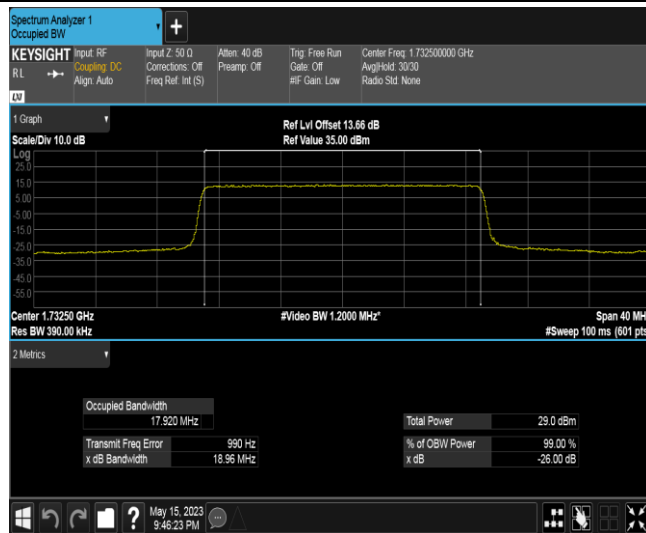 Spectrum Analyzer 1
Occupied BW
+
KEYSIGHT Input: RF Input Z: 50 Ω Atten: 40 dB Trig: Free Run Center Freq: 1.732500000 GHz
RL Coupling: DC Corrections: Off Preamp: Off Gate: Off Avg|Hold: 30/30
Align: Auto Freq Ref: Int (S) #IF Gain: Low Radio Std: None
LXI
1 Graph
Ref Lvl Offset 13.66 dB
Scale/Div 10.0 dB Ref Value 35.00 dBm
Log
25.0
15.0
5.00
-5.00
-15.0
-25.0
-35.0
-45.0
-55.0
Center 1.73250 GHz #Video BW 1.2000 MHz* Span 40 MH
Res BW 390.00 kHz #Sweep 100 ms (601 pts
2 Metrics
Occupied Bandwidth
17.920 MHz Total Power 29.0 dBm
Transmit Freq Error 990 Hz % of OBW Power 99.00 %
x dB Bandwidth 18.96 MHz x dB -26.00 dB
? May 15, 2023
9:46:23 PM